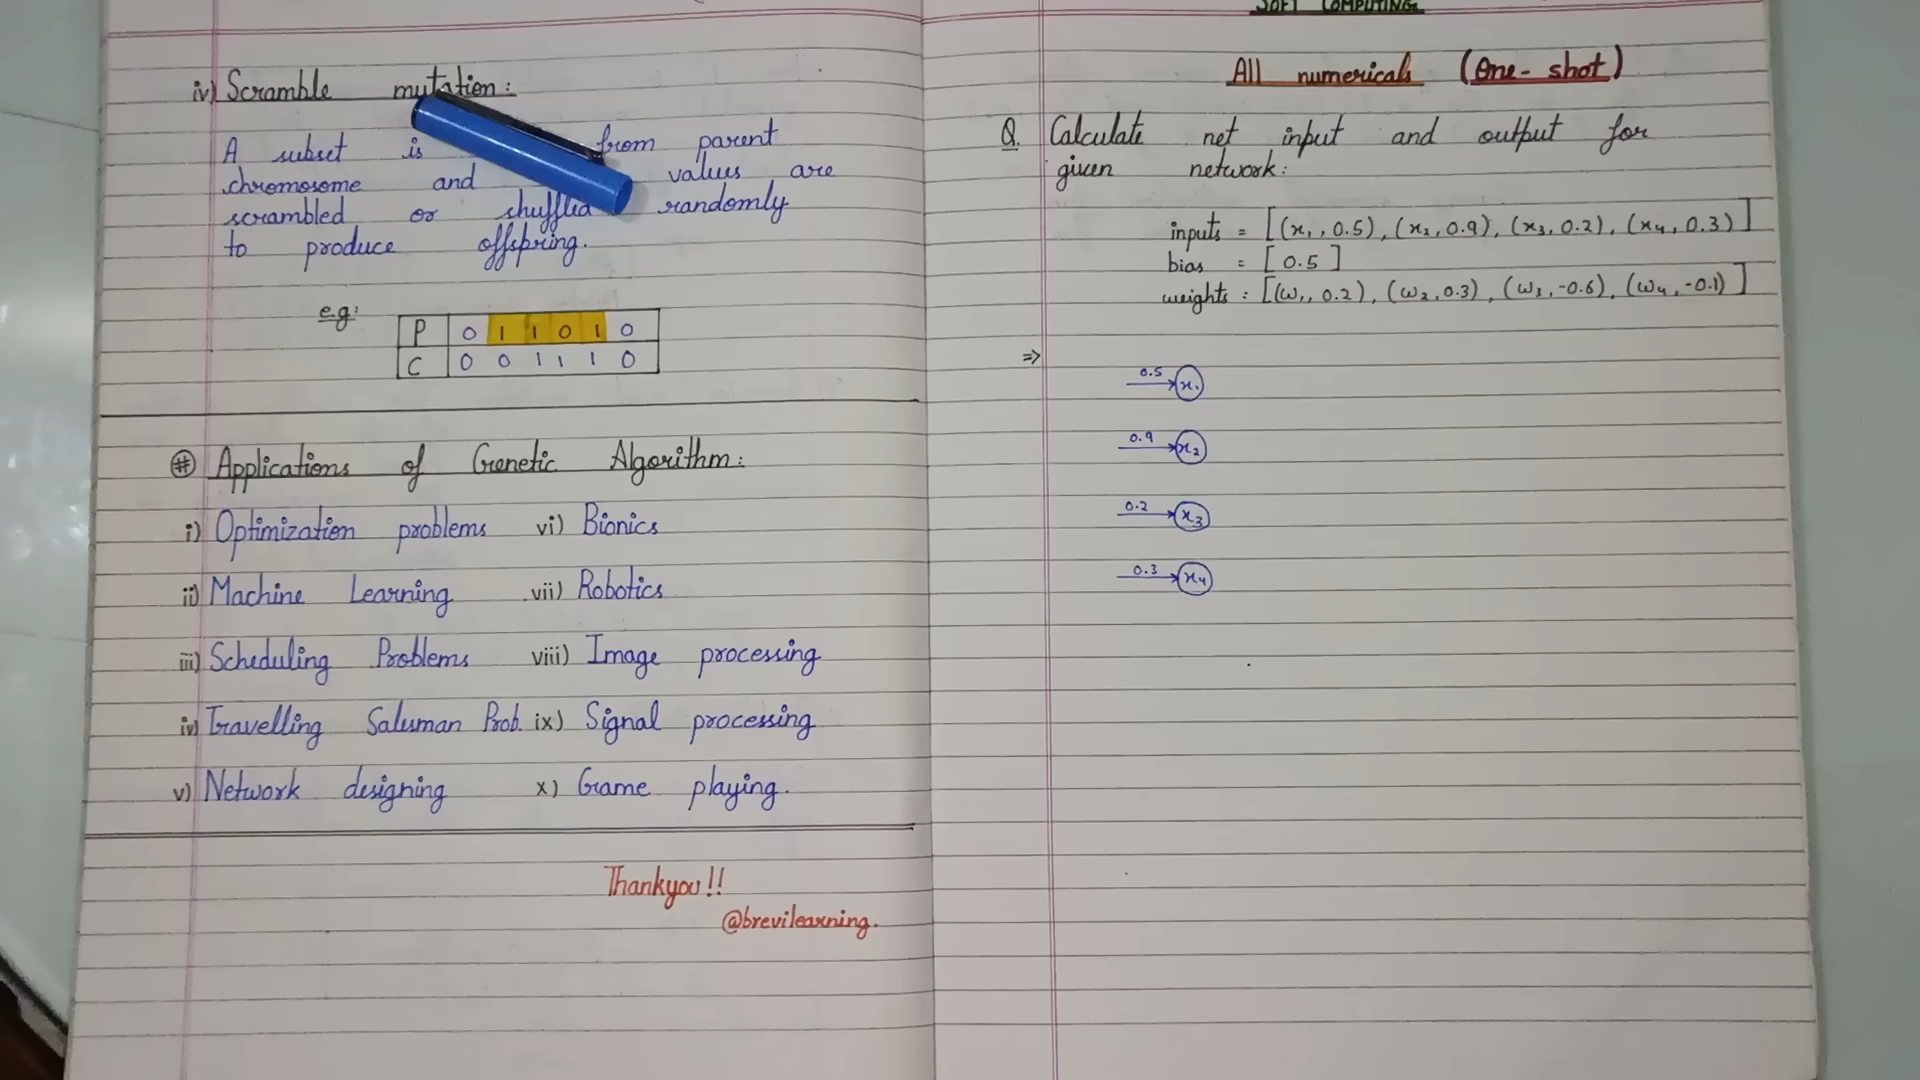 iv) Scramble mutation:
A subset is from parent
chromosome and values are
scrambled or shuffled randomly
to produce offspring.
e.g:
P 0 1 1 0 1 0
C 0 0 1 1 1 0
# Applications of Genetic Algorithm:
i) Optimization problems vi) Bionics
ii) Machine Learning vii) Robotics
iii) Scheduling Problems viii) Image processing
iv) Travelling Salesman Prob. ix) Signal processing
v) Network designing x) Game playing.
Thankyou!!
@brevilearning.
SOFT COMPUTING
All numericals (One-shot)
Q. Calculate net input and output for
given network:
inputs = [(x₁, 0.5), (x₂, 0.9), (x₃, 0.2), (x₄, 0.3)]
bias = [0.5]
weights : [(ω₁, 0.2), (ω₂, 0.3), (ω₃, -0.6), (ω₄, -0.1)]
⇒
0.5 x₁
0.9 x₂
0.2 x₃
0.3 x₄